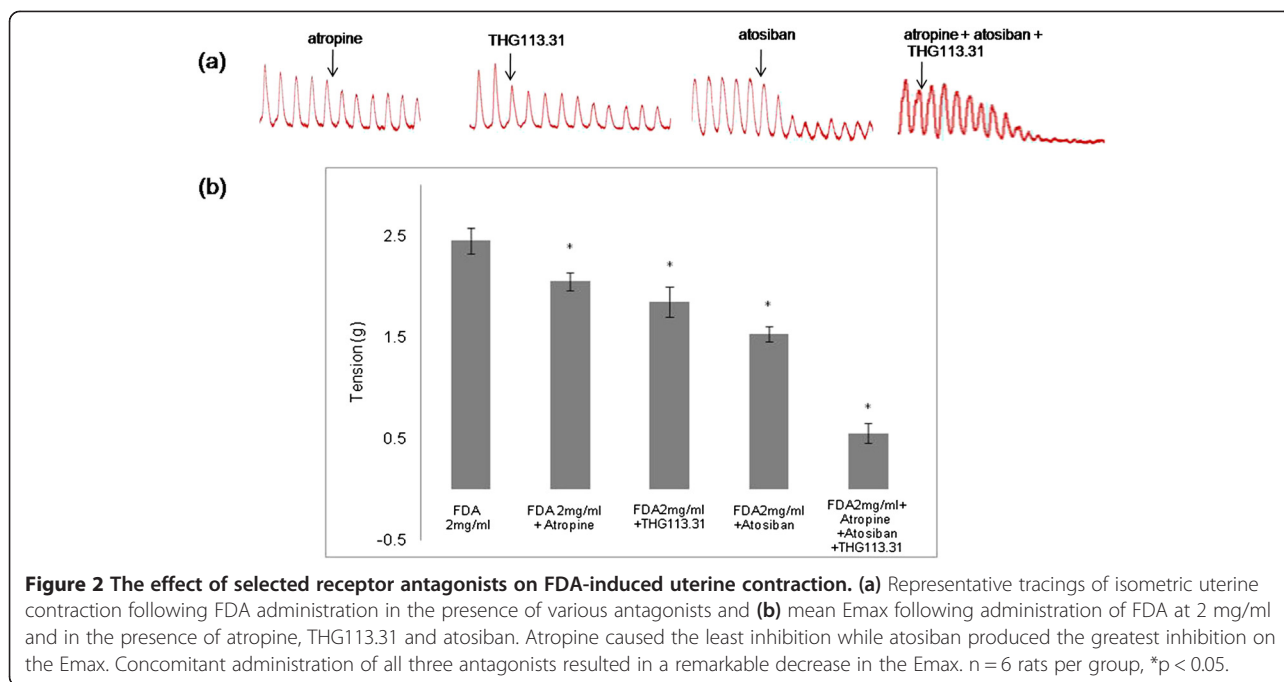 atropine
THG113.31
atosiban
atropine + atosiban +
THG113.31
(a)
(b)
2.5
1.5
0.5
-0.5
Tension (g)
*
*
*
*
FDA
2mg/ml
FDA 2mg/ml
+ Atropine
FDA2mg/ml
+THG113.31
FDA2mg/ml
+Atosiban
FDA2mg/ml+
Atropine
+Atosiban
+THG113.31
Figure 2 The effect of selected receptor antagonists on FDA-induced uterine contraction. (a) Representative tracings of isometric uterine
contraction following FDA administration in the presence of various antagonists and (b) mean Emax following administration of FDA at 2 mg/ml
and in the presence of atropine, THG113.31 and atosiban. Atropine caused the least inhibition while atosiban produced the greatest inhibition on
the Emax. Concomitant administration of all three antagonists resulted in a remarkable decrease in the Emax. n = 6 rats per group, *p < 0.05.